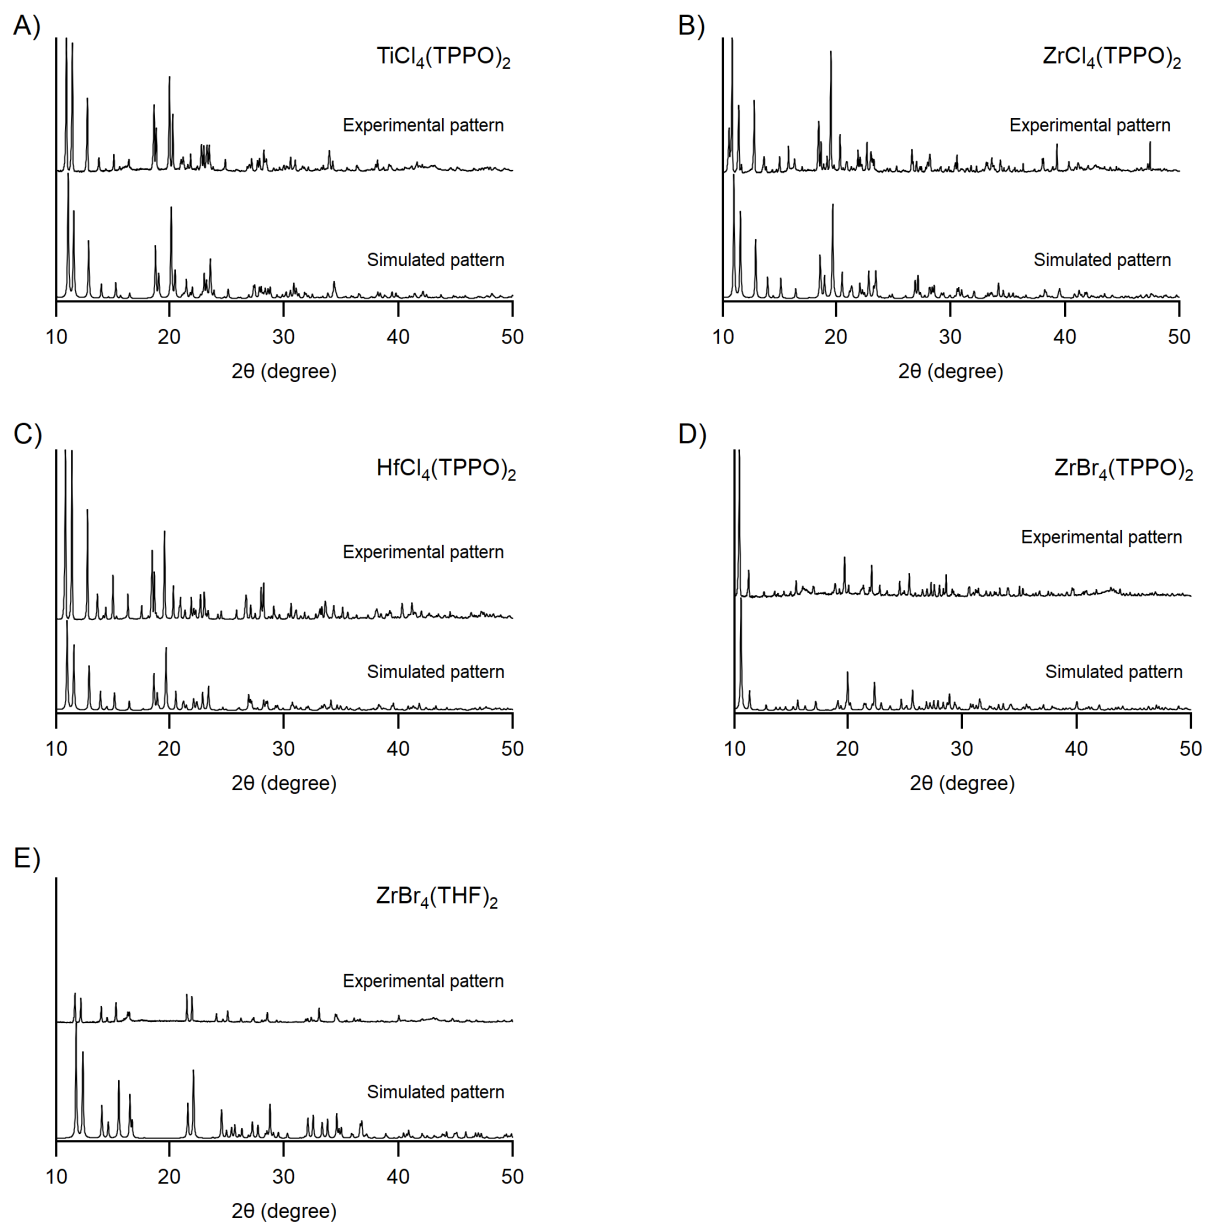 A)
TiCl₄(TPPO)₂
Experimental pattern
Simulated pattern
10 20 30 40 50
2θ (degree)
B)
ZrCl₄(TPPO)₂
Experimental pattern
Simulated pattern
10 20 30 40 50
2θ (degree)
C)
HfCl₄(TPPO)₂
Experimental pattern
Simulated pattern
10 20 30 40 50
2θ (degree)
D)
ZrBr₄(TPPO)₂
Experimental pattern
Simulated pattern
10 20 30 40 50
2θ (degree)
E)
ZrBr₄(THF)₂
Experimental pattern
Simulated pattern
10 20 30 40 50
2θ (degree)